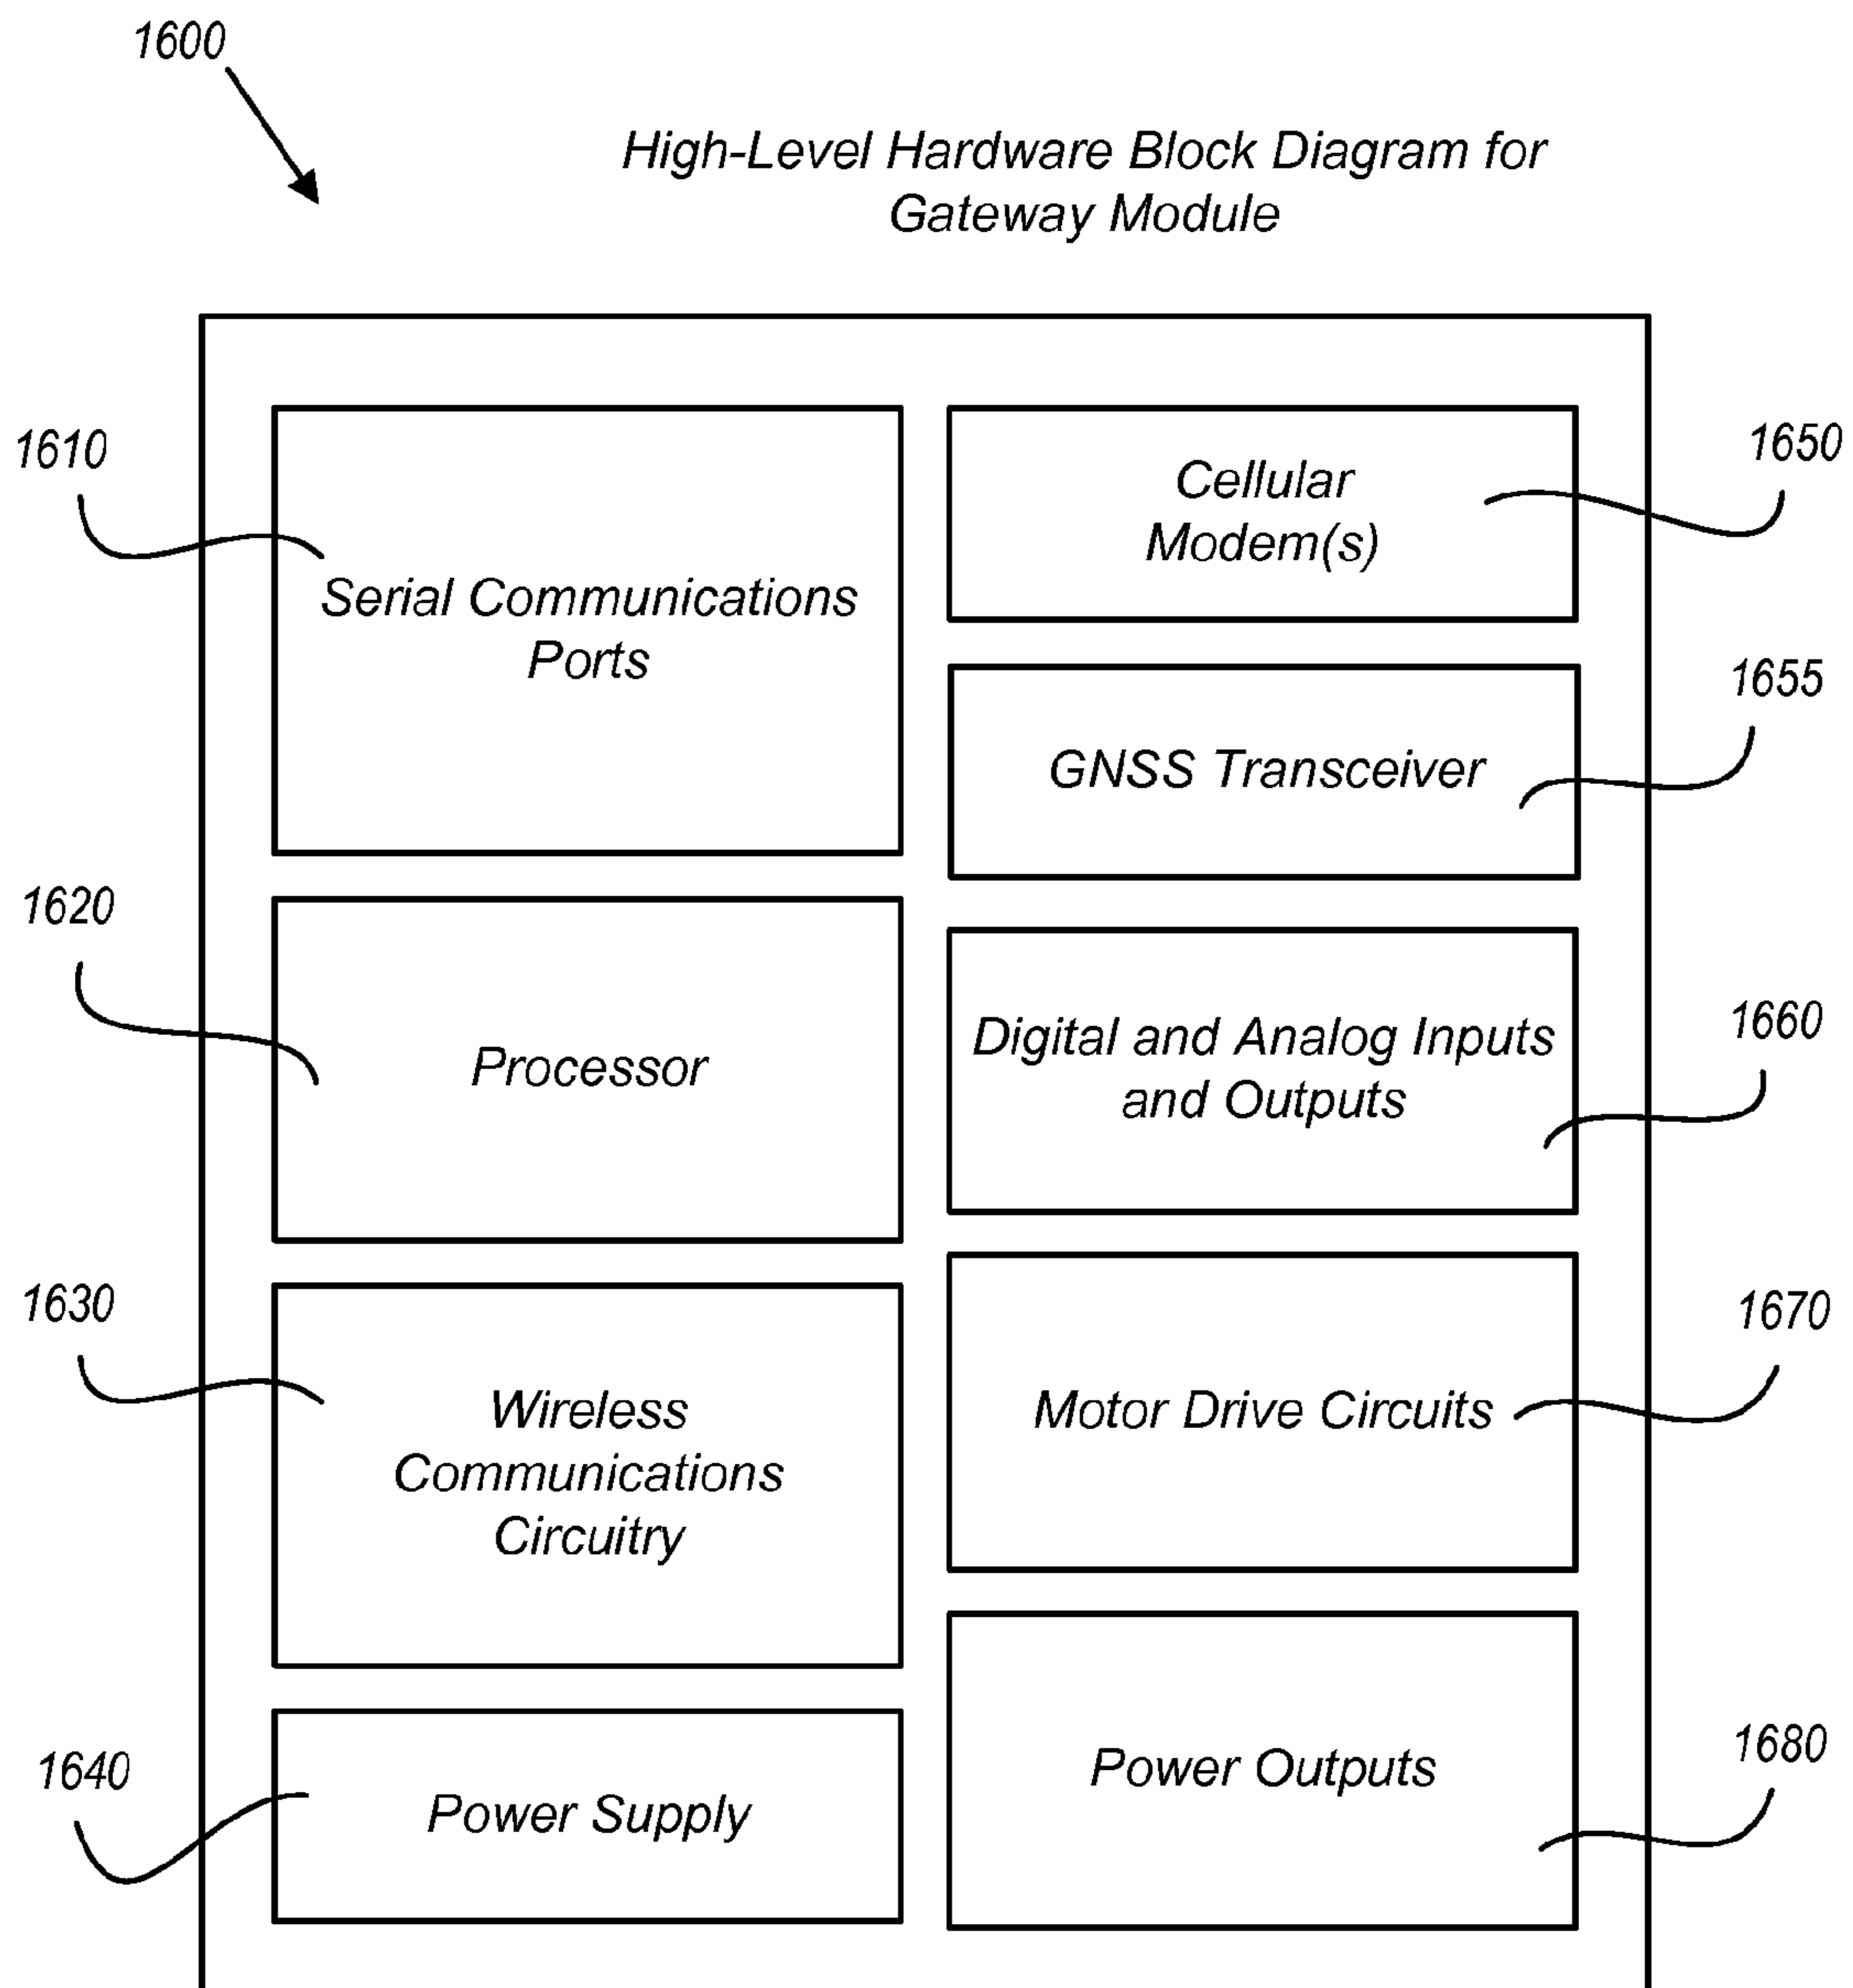 1600
High-Level Hardware Block Diagram for
Gateway Module
1610
Serial Communications
Ports
1620
Processor
1630
Wireless
Communications
Circuitry
1640
Power Supply
Cellular
Modem(s)
1650
GNSS Transceiver
1655
Digital and Analog Inputs
and Outputs
1660
Motor Drive Circuits
1670
Power Outputs
1680